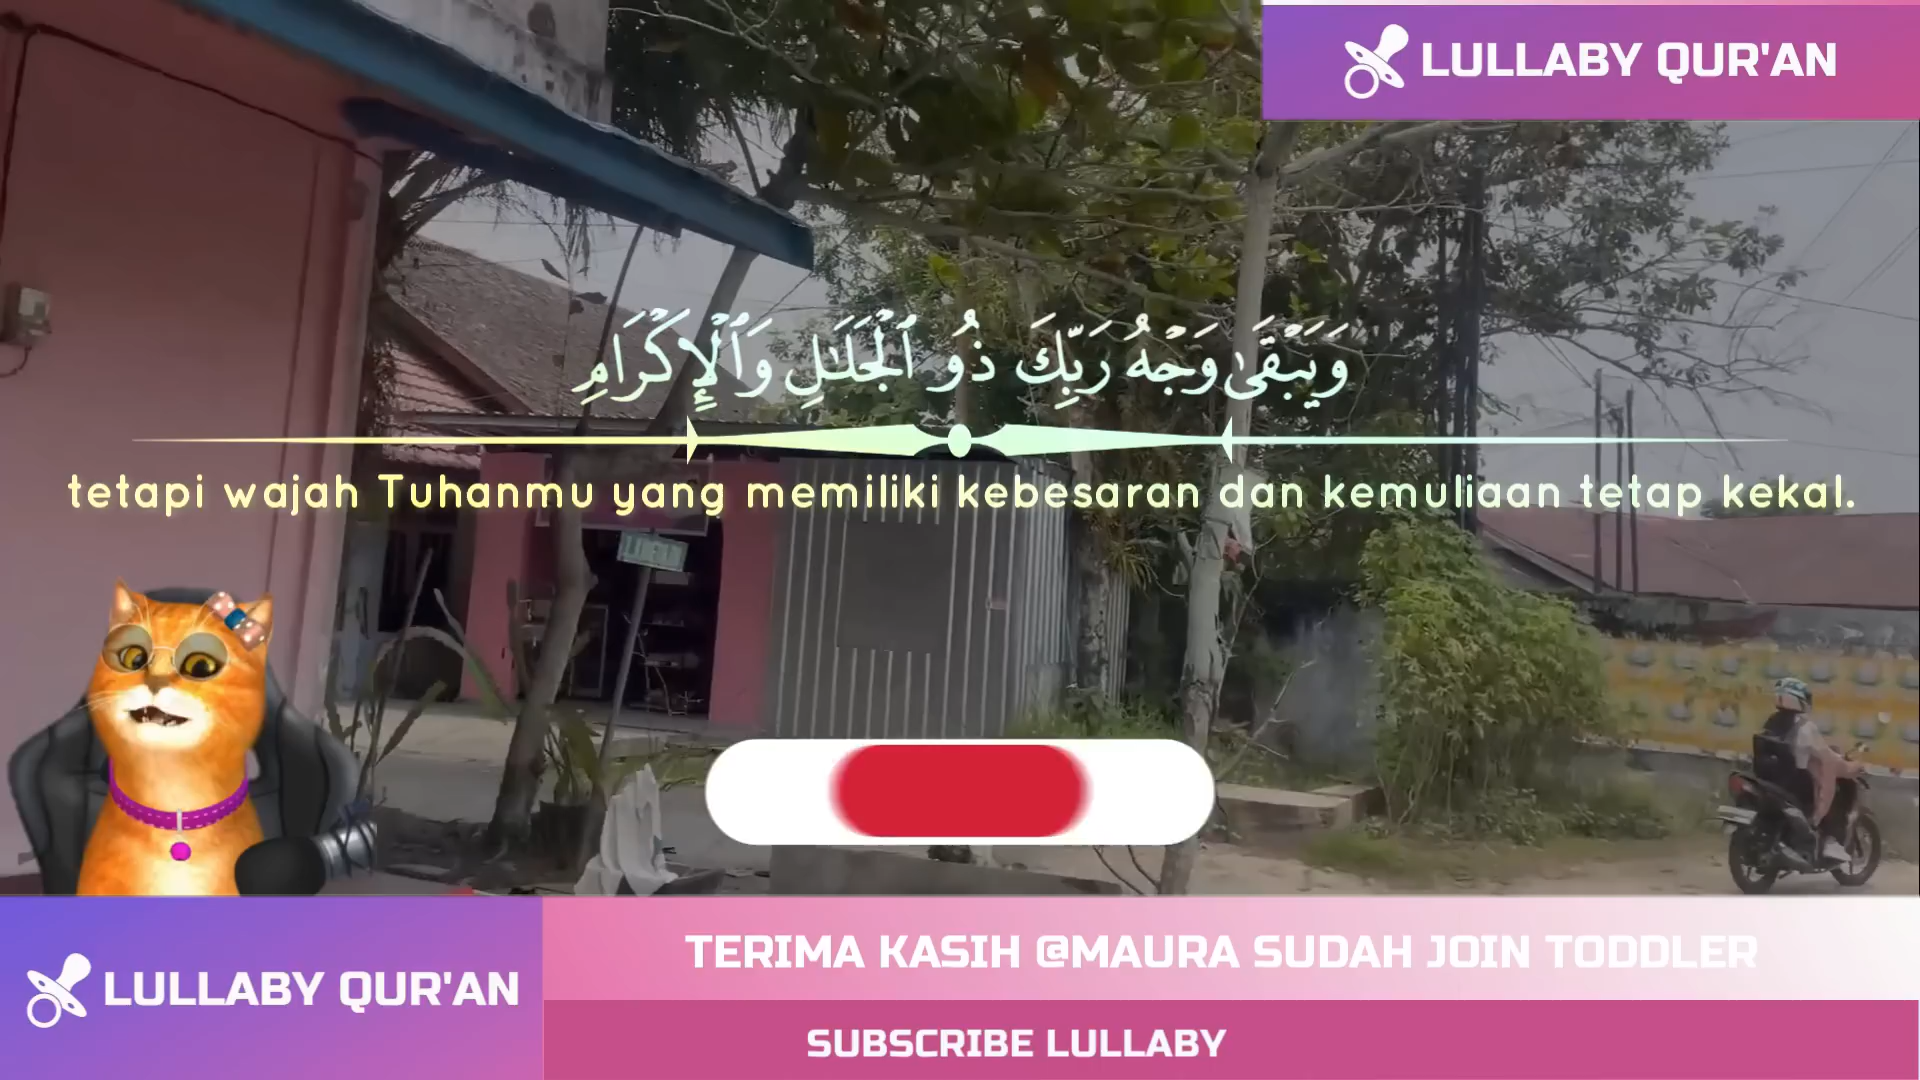 LULLABY QUR'AN
وَيَبْقَىٰ وَجْهُ رَبِّكَ ذُو ٱلْجَلَـٰلِ وَٱلْإِكْرَامِ
tetapi wajah Tuhanmu yang memiliki kebesaran dan kemuliaan tetap kekal.
LULLABY QUR'AN
TERIMA KASIH @MAURA SUDAH JOIN TODDLER
SUBSCRIBE LULLABY